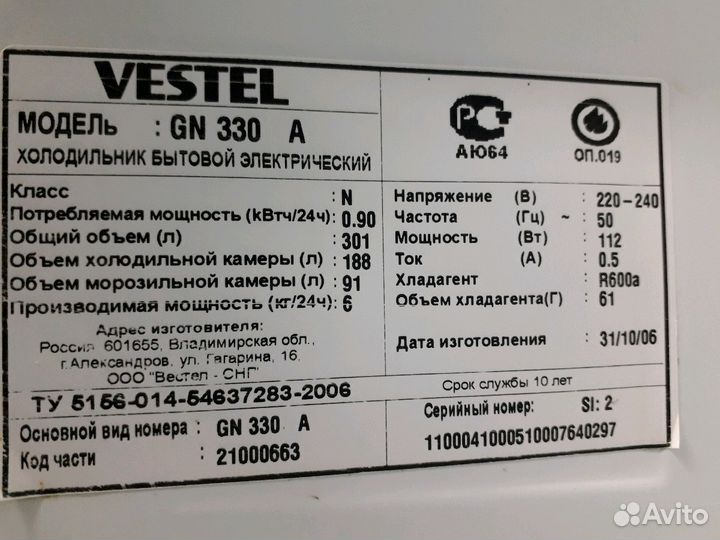 VESTEL
МОДЕЛЬ : GN 330 A
ХОЛОДИЛЬНИК БЫТОВОЙ ЭЛЕКТРИЧЕСКИЙ
РС
АЮ64
ОП.019
Класс : N
Потребляемая мощность (kВтч/24ч): 0.90
Общий объем (л) : 301
Объем холодильной камеры (л) : 188
Объем морозильной камеры (л) : 91
Производимая мощность (кг/24ч): 6
Напряжение (В) : 220-240
Частота (Гц) ~ : 50
Мощность (Вт) : 112
Ток (А) : 0.5
Хладагент : R600a
Объем хладагента(Г) : 61
Адрес изготовителя:
Россия 601655, Владимирская обл.,
г.Александров, ул. Гагарина, 16,
ООО "Вестел - СНГ"
Дата изготовления : 31/10/06
ТУ 5156-014-54637283-2006
Срок службы 10 лет
Основной вид номера : GN 330 A
Код части : 21000663
Серийный номер: SI: 2
1100041000510007640297
Avito